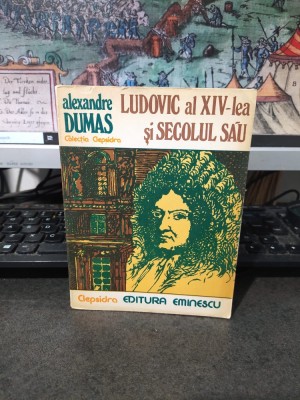 alexandre
DUMAS
Colecția Clepsidra
LUDOVIC al XIV-lea
și SECOLUL SĂU
Clepsidra EDITURA EMINESCU